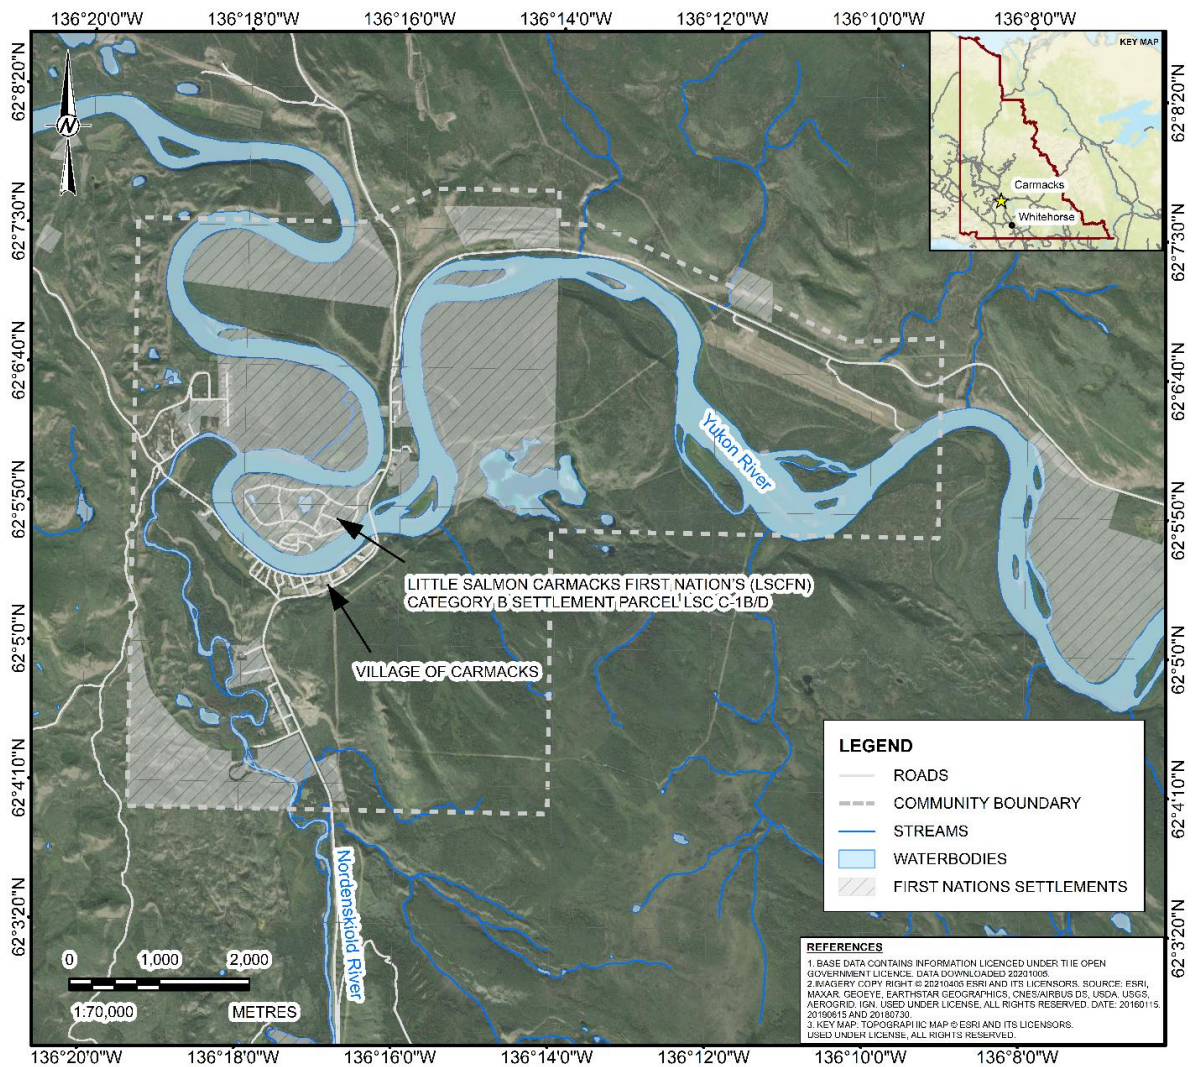 136°20'0"W 136°18'0"W 136°16'0"W 136°14'0"W 136°12'0"W 136°10'0"W 136°8'0"W
62°8'20"N
62°7'30"N
62°6'40"N
62°5'50"N
62°5'0"N
62°4'10"N
62°3'20"N
N
KEY MAP
Carmacks
Whitehorse
62°8'20"N
62°7'30"N
62°6'40"N
62°5'50"N
62°5'0"N
62°4'10"N
62°3'20"N
Yukon River
LITTLE SALMON CARMACKS FIRST NATION'S (LSCFN)
CATEGORY B SETTLEMENT PARCEL LSC C-1B/D
VILLAGE OF CARMACKS
Nordenskiold River
LEGEND
ROADS
COMMUNITY BOUNDARY
STREAMS
WATERBODIES
FIRST NATIONS SETTLEMENTS
0 1,000 2,000
1:70,000 METRES
REFERENCES
1. BASE DATA CONTAINS INFORMATION LICENCED UNDER THE OPEN
GOVERNMENT LICENCE. DATA DOWNLOADED 20201005.
2.IMAGERY COPY RIGHT © 20210405 ESRI AND ITS LICENSORS. SOURCE: ESRI,
MAXAR, GEOEYE, EARTHSTAR GEOGRAPHICS, CNES/AIRBUS DS, USDA, USGS,
AEROGRID, IGN. USED UNDER LICENSE, ALL RIGHTS RESERVED. DATE: 20160115,
20190615 AND 20180730.
3. KEY MAP: TOPOGRAPHIC MAP © ESRI AND ITS LICENSORS.
USED UNDER LICENSE, ALL RIGHTS RESERVED.
136°20'0"W 136°18'0"W 136°16'0"W 136°14'0"W 136°12'0"W 136°10'0"W 136°8'0"W